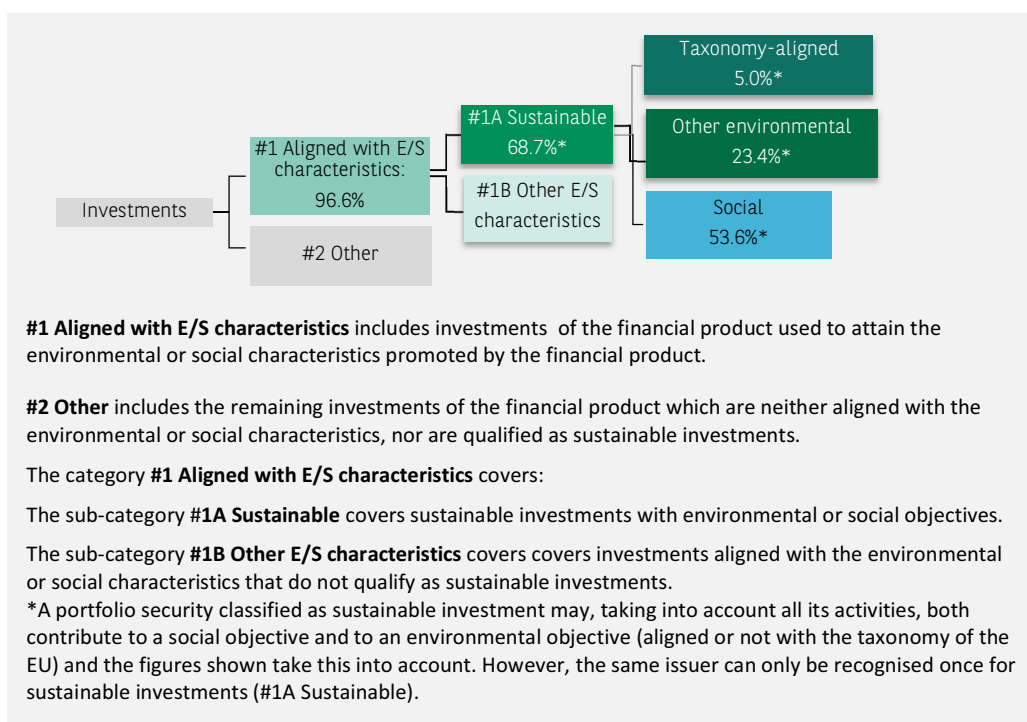 Taxonomy-aligned
5.0%*
#1A Sustainable
68.7%*
Other environmental
23.4%*
#1 Aligned with E/S
characteristics:
96.6%
#1B Other E/S
characteristics
Investments
Social
53.6%*
#2 Other
#1 Aligned with E/S characteristics includes investments of the financial product used to attain the
environmental or social characteristics promoted by the financial product.
#2 Other includes the remaining investments of the financial product which are neither aligned with the
environmental or social characteristics, nor are qualified as sustainable investments.
The category #1 Aligned with E/S characteristics covers:
The sub-category #1A Sustainable covers sustainable investments with environmental or social objectives.
The sub-category #1B Other E/S characteristics covers covers investments aligned with the environmental
or social characteristics that do not qualify as sustainable investments.
*A portfolio security classified as sustainable investment may, taking into account all its activities, both
contribute to a social objective and to an environmental objective (aligned or not with the taxonomy of the
EU) and the figures shown take this into account. However, the same issuer can only be recognised once for
sustainable investments (#1A Sustainable).